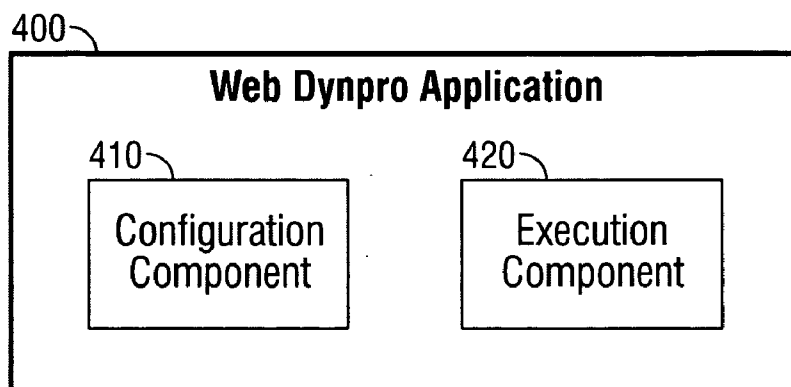 400
Web Dynpro Application
410
420
Configuration
Component
Execution
Component